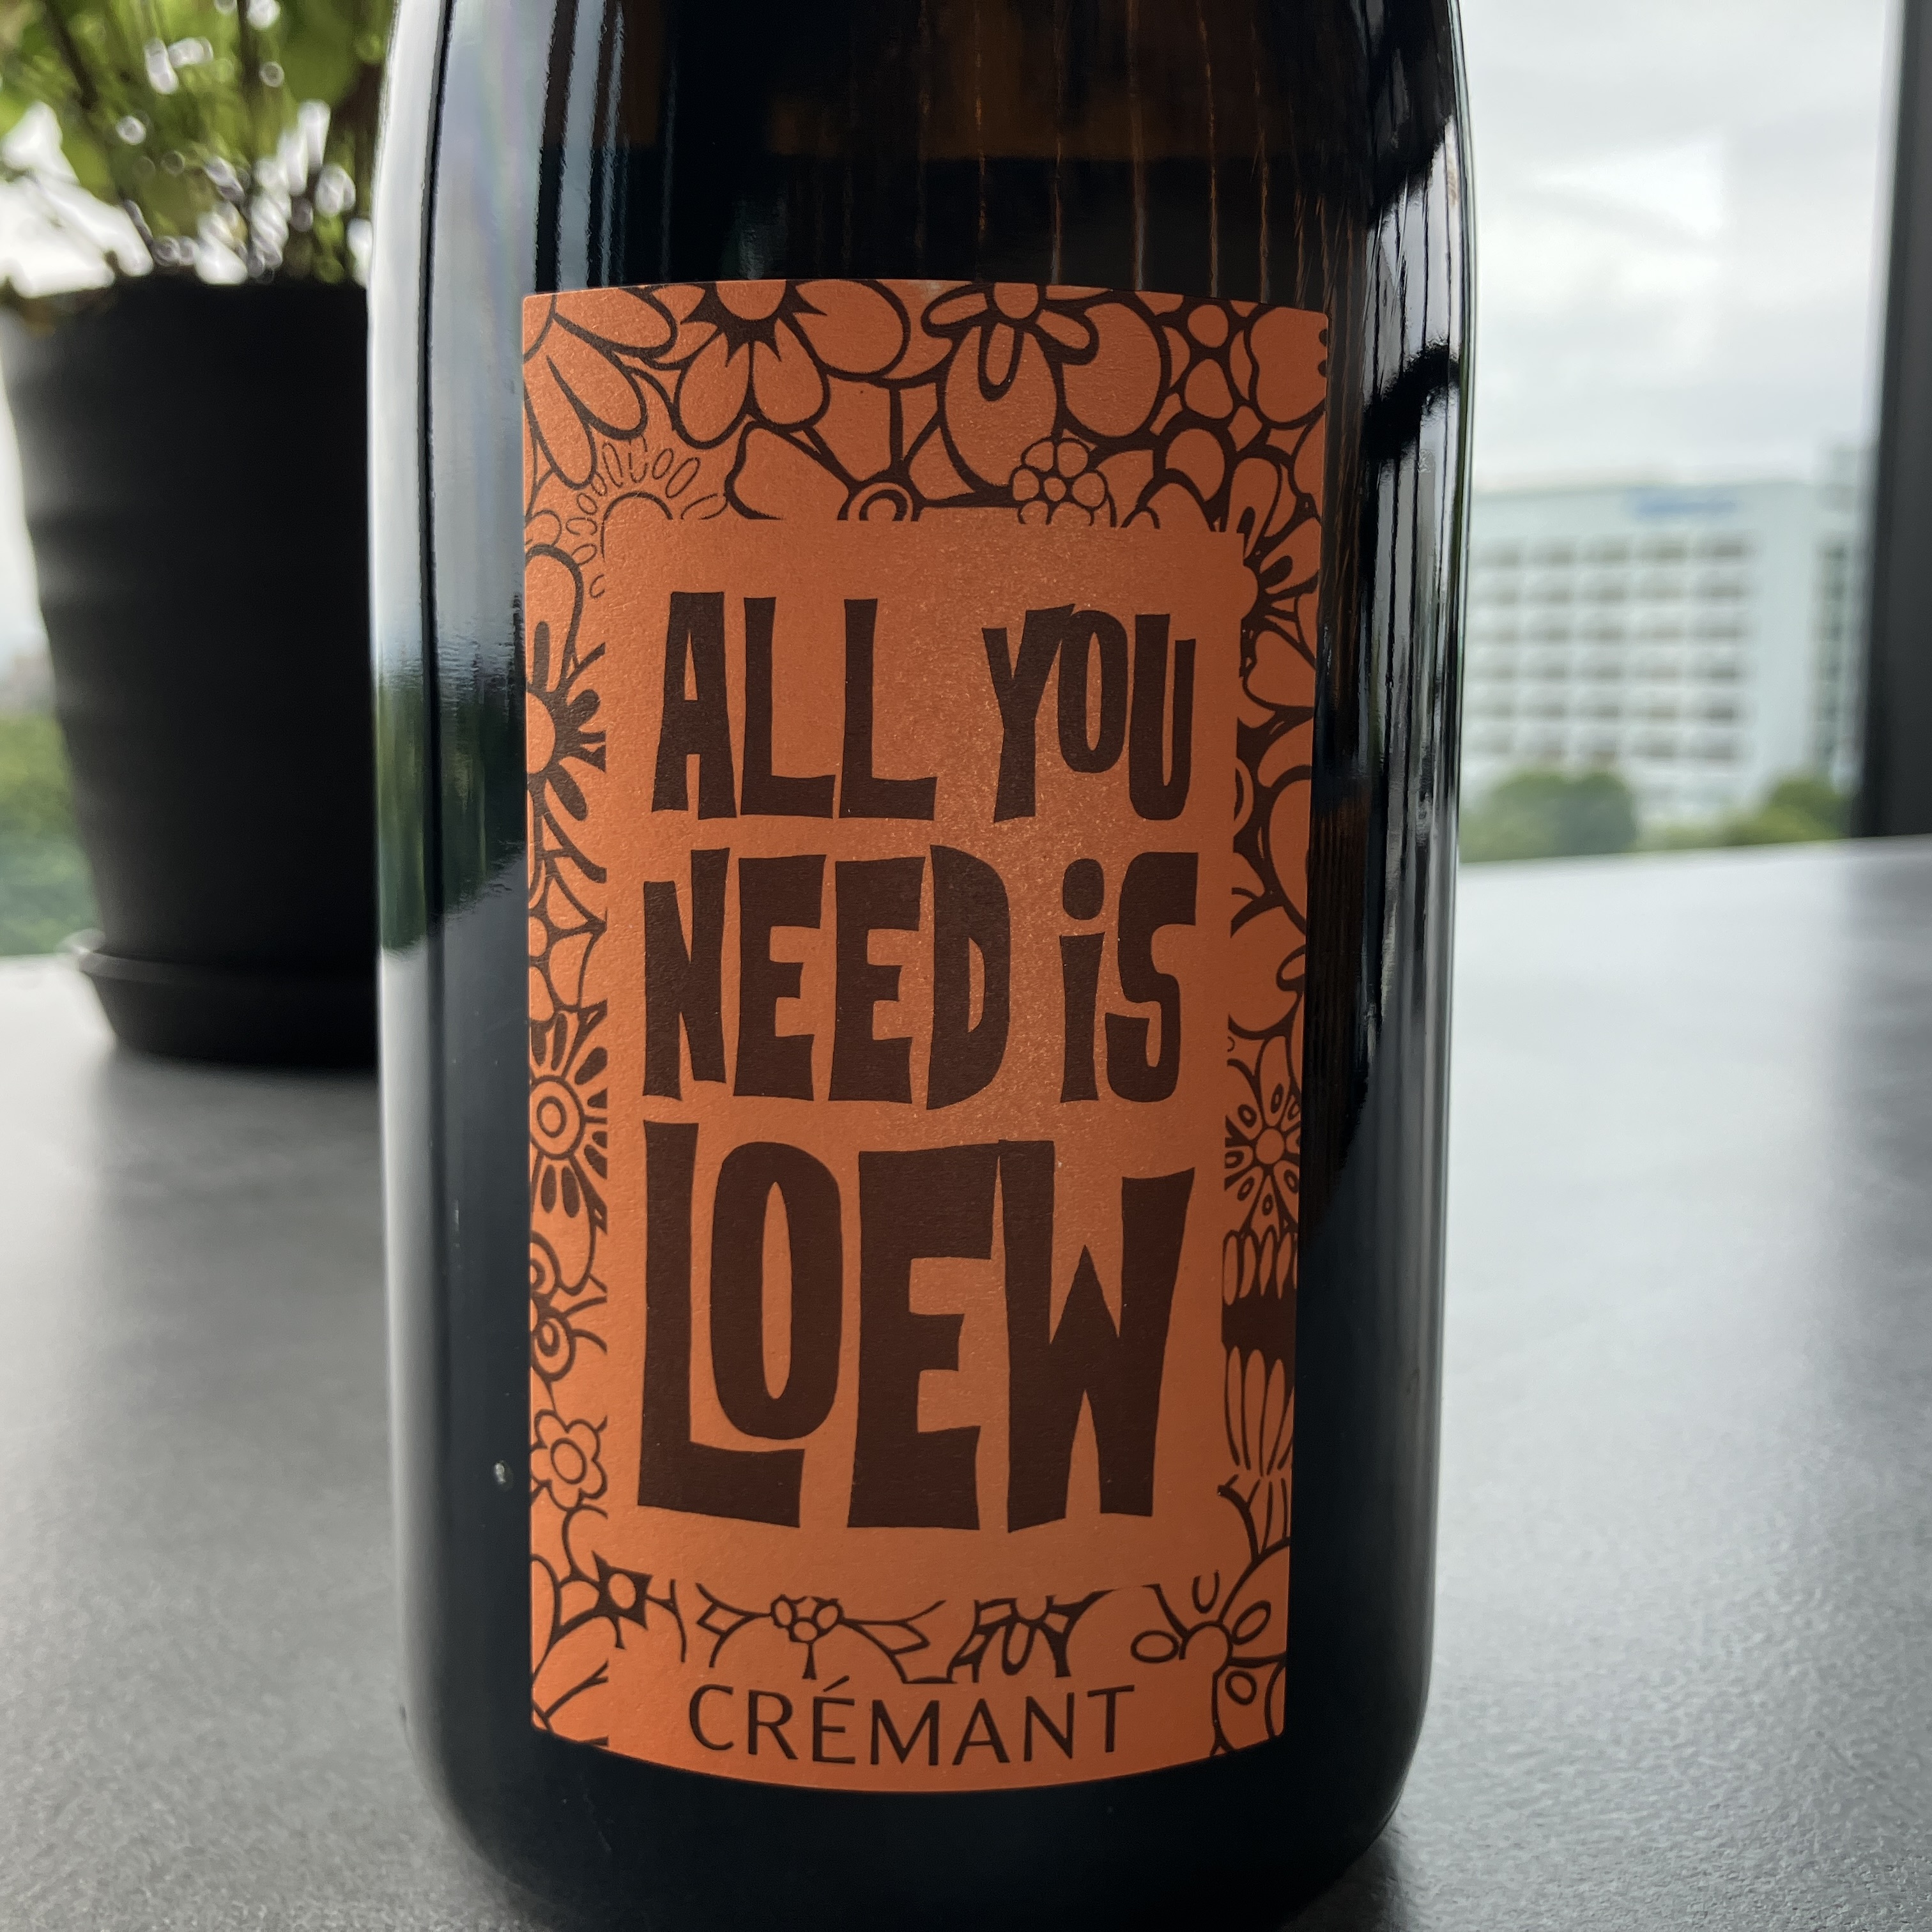 ALL YOU
NEED iS
LOEW
CRÉMANT